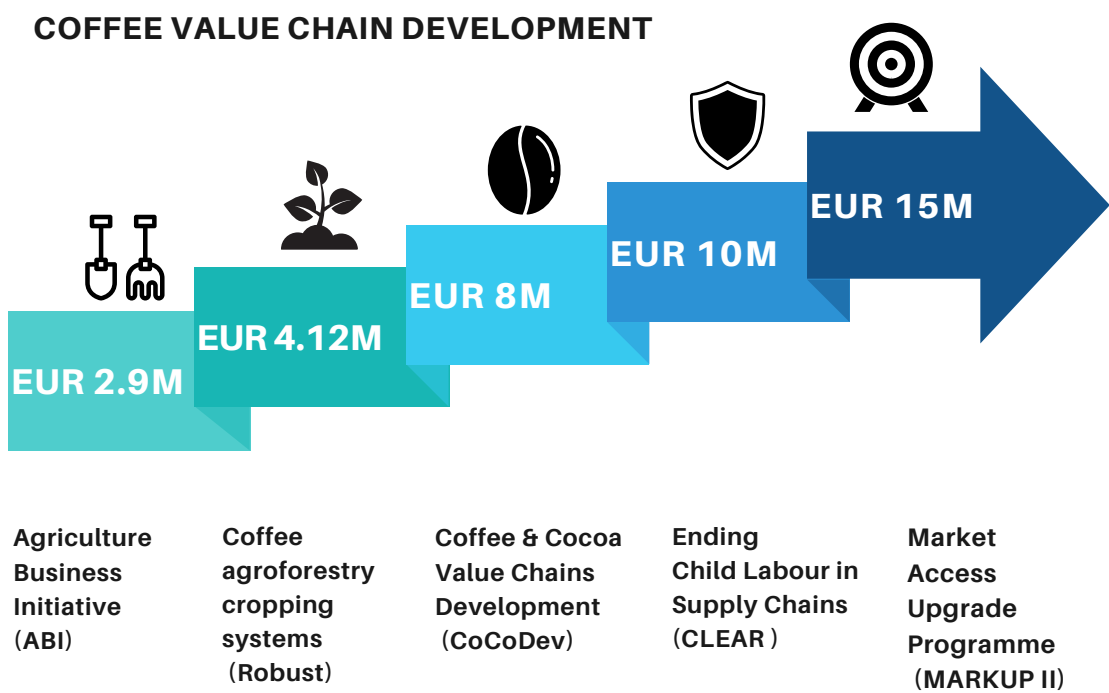 COFFEE VALUE CHAIN DEVELOPMENT
EUR 2.9M
EUR 4.12M
EUR 8M
EUR 10M
EUR 15M
Agriculture
Business
Initiative
(ABI)
Coffee
agroforestry
cropping
systems
(Robust)
Coffee & Cocoa
Value Chains
Development
(CoCoDev)
Ending
Child Labour in
Supply Chains
(CLEAR )
Market
Access
Upgrade
Programme
(MARKUP II)